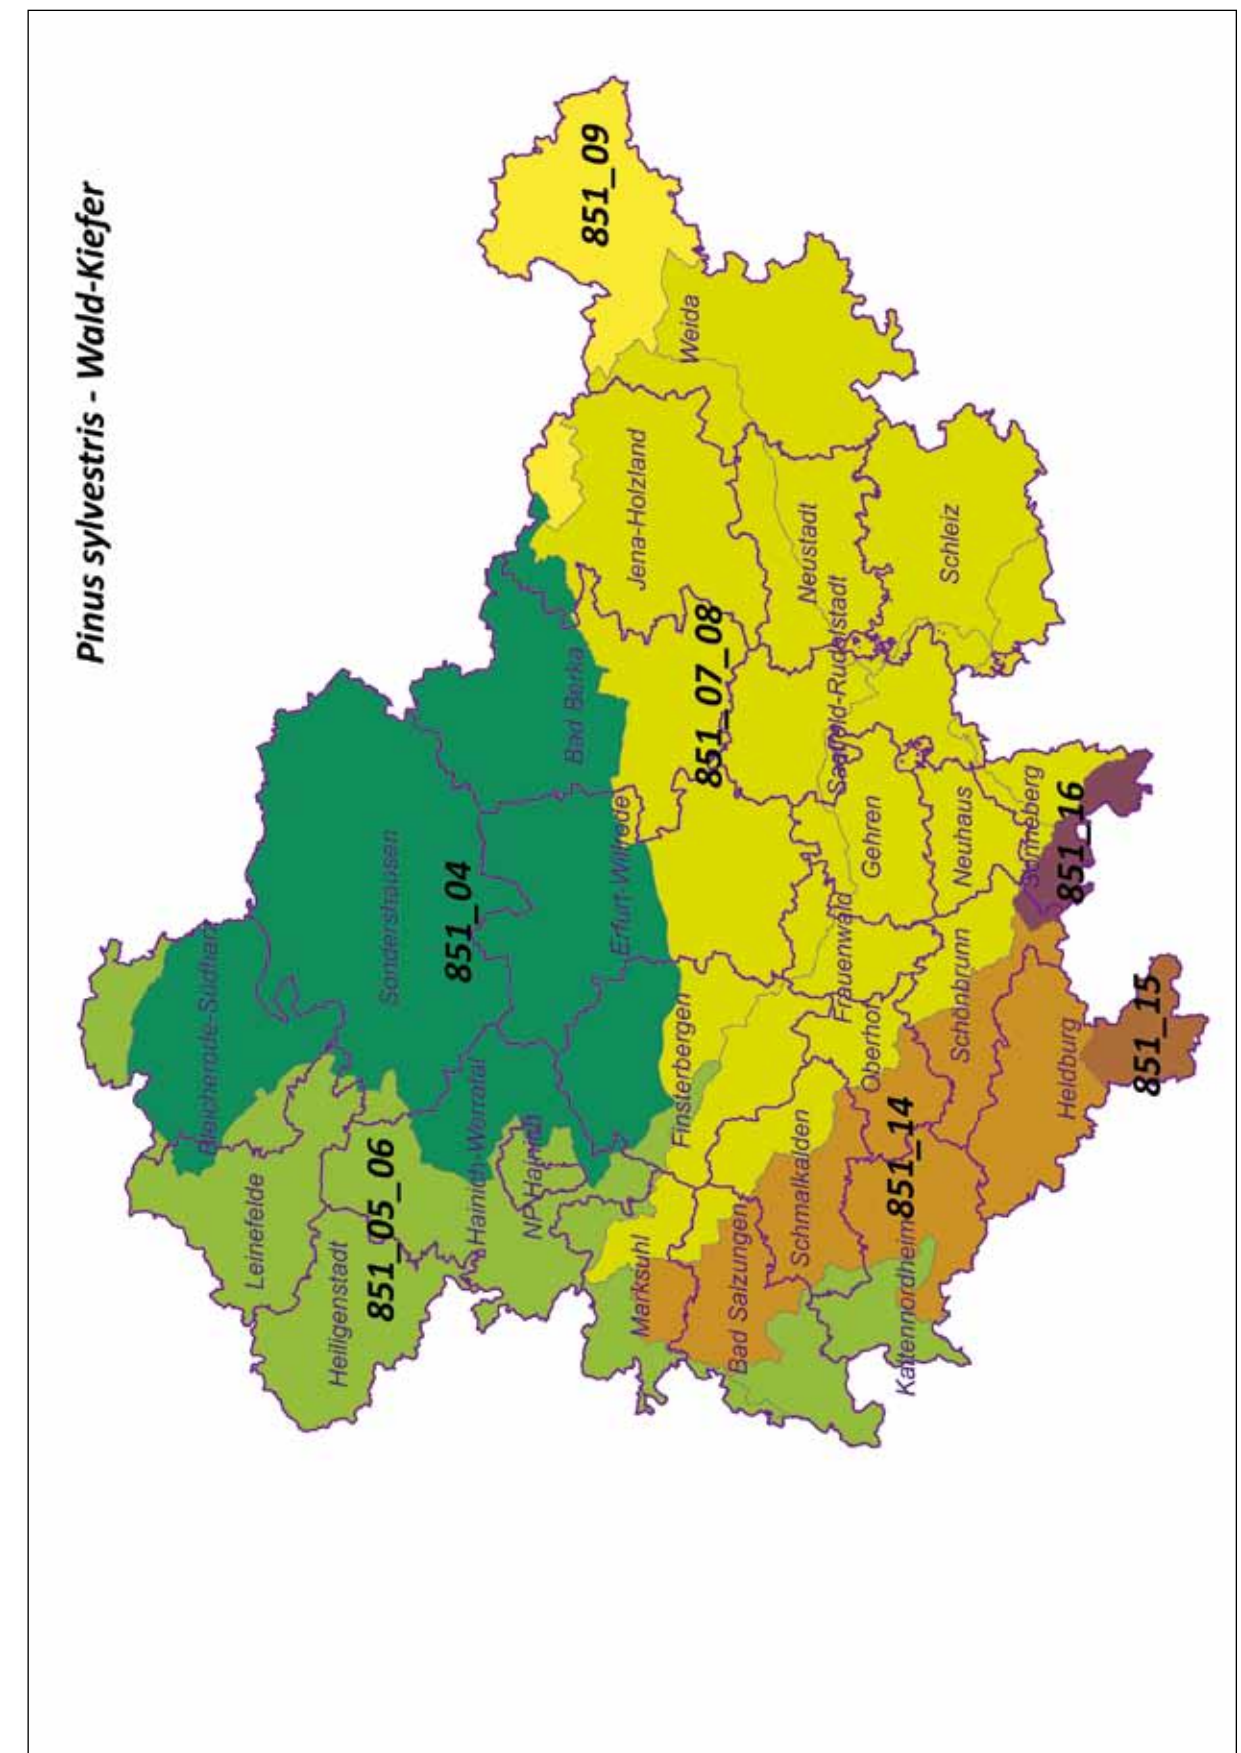 Pinus sylvestris - Wald-Kiefer
Bleicherode-Südharz
Leinefelde
Heiligenstadt
851_05_06
Sondershausen
851_04
Hainich-Werratal
NP Hainich
Bad Berka
851_09
Erfurt-Willrode
Jena-Holzland
Marksuhl
Finsterbergen
Weida
851_07_08
Bad Salzungen
Schmalkalden
Neustadt
Saalfeld-Rudolstadt
Frauenwald
Oberhof
Gehren
851_14
Kaltennordheim
Schleiz
Schönbrunn
Neuhaus
Sonneberg
Heldburg
851_16
851_15